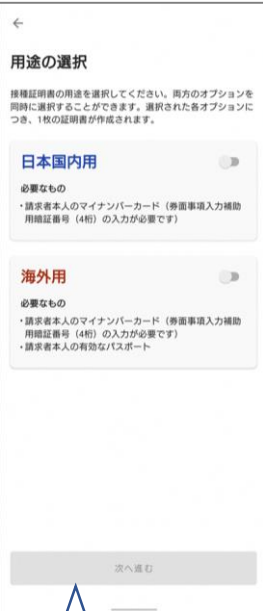 用途の選択
接種証明書の用途を選択してください。両方のオプションを
同時に選択することができます。選択された各オプションに
つき、1枚の証明書が作成されます。
日本国内用
必要なもの
・請求者本人のマイナンバーカード（券面事項入力補助
用暗証番号（4桁）の入力が必要です）
海外用
必要なもの
・請求者本人のマイナンバーカード（券面事項入力補助
用暗証番号（4桁）の入力が必要です）
・請求者本人の有効なパスポート
次へ進む